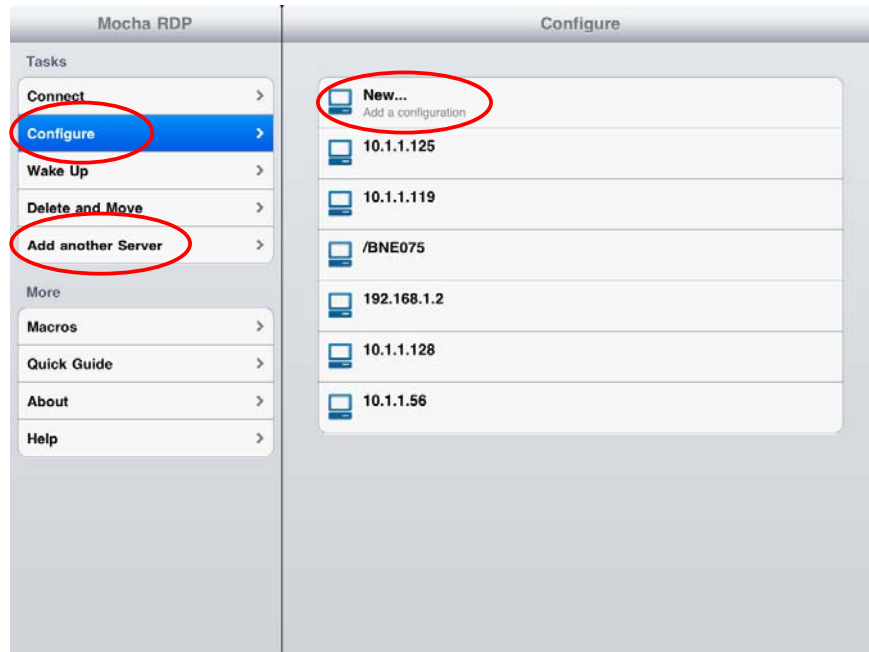 Mocha RDP
Tasks
Connect
Configure
Wake Up
Delete and Move
Add another Server
More
Macros
Quick Guide
About
Help
Configure
New...
Add a configuration
10.1.1.125
10.1.1.119
/BNE075
192.168.1.2
10.1.1.128
10.1.1.56